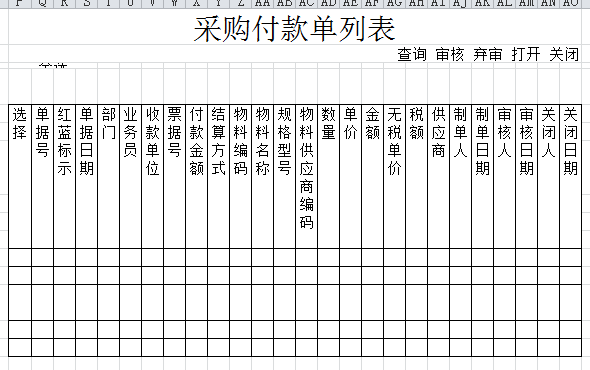 P Q R S T U V W X Y Z AA AB AC AD AE AF AG AH AI AJ AK AL AM AN AO
采购付款单列表
查询 审核 弃审 打开 关闭
选择
单据号
红蓝标示
单据日期
部门
业务员
收款单位
票据号
付款金额
结算方式
物料编码
物料名称
规格型号
物料供应商编码
数量
单价
金额
无税单价
税额
供应商
制单人
制单日期
审核人
审核日期
关闭人
关闭日期